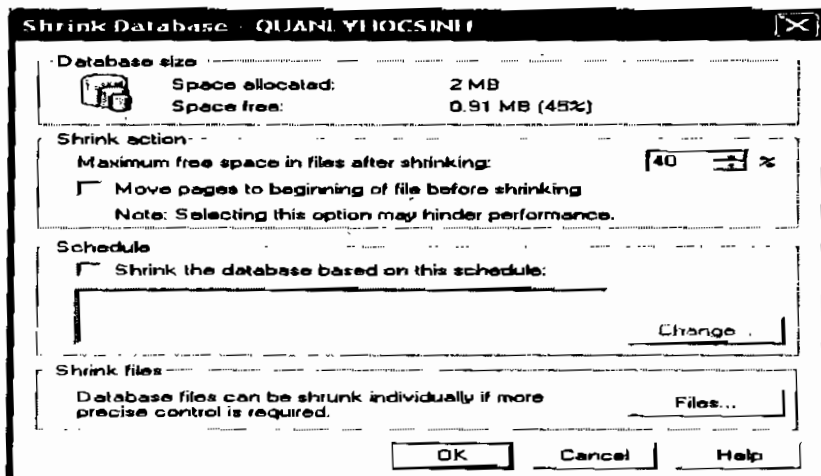 Shrink Database - QUANLYHOCSINH
Database size
Space allocated: 2 MB
Space free: 0.91 MB (45%)
Shrink action
Maximum free space in files after shrinking: 40 %
Move pages to beginning of file before shrinking
Note: Selecting this option may hinder performance.
Schedule
Shrink the database based on this schedule:
Change...
Shrink files
Database files can be shrunk individually if more
precise control is required.
Files...
OK Cancel Help